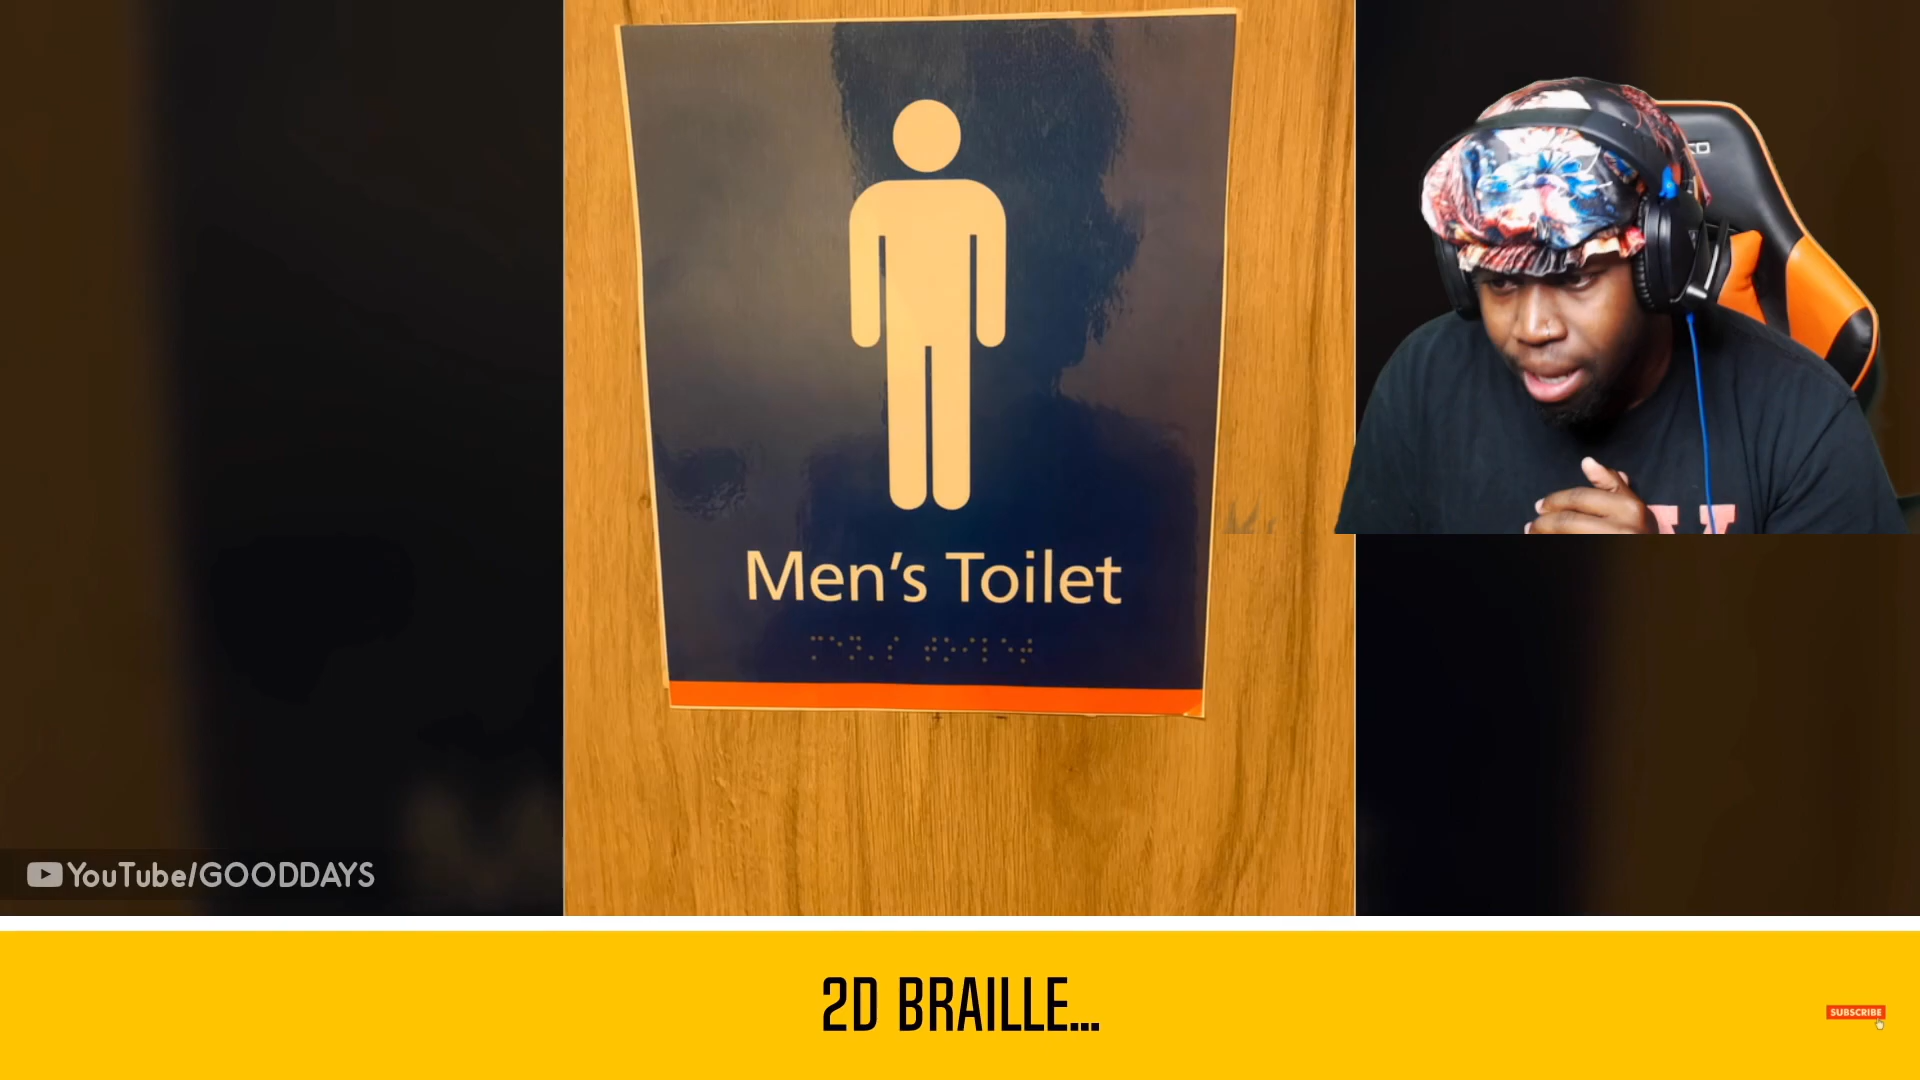 Men's Toilet
⠍⠑⠝⠄⠎ ⠞⠕⠊⠇⠑⠞
YouTube/GOODDAYS
2D BRAILLE...
SUBSCRIBE